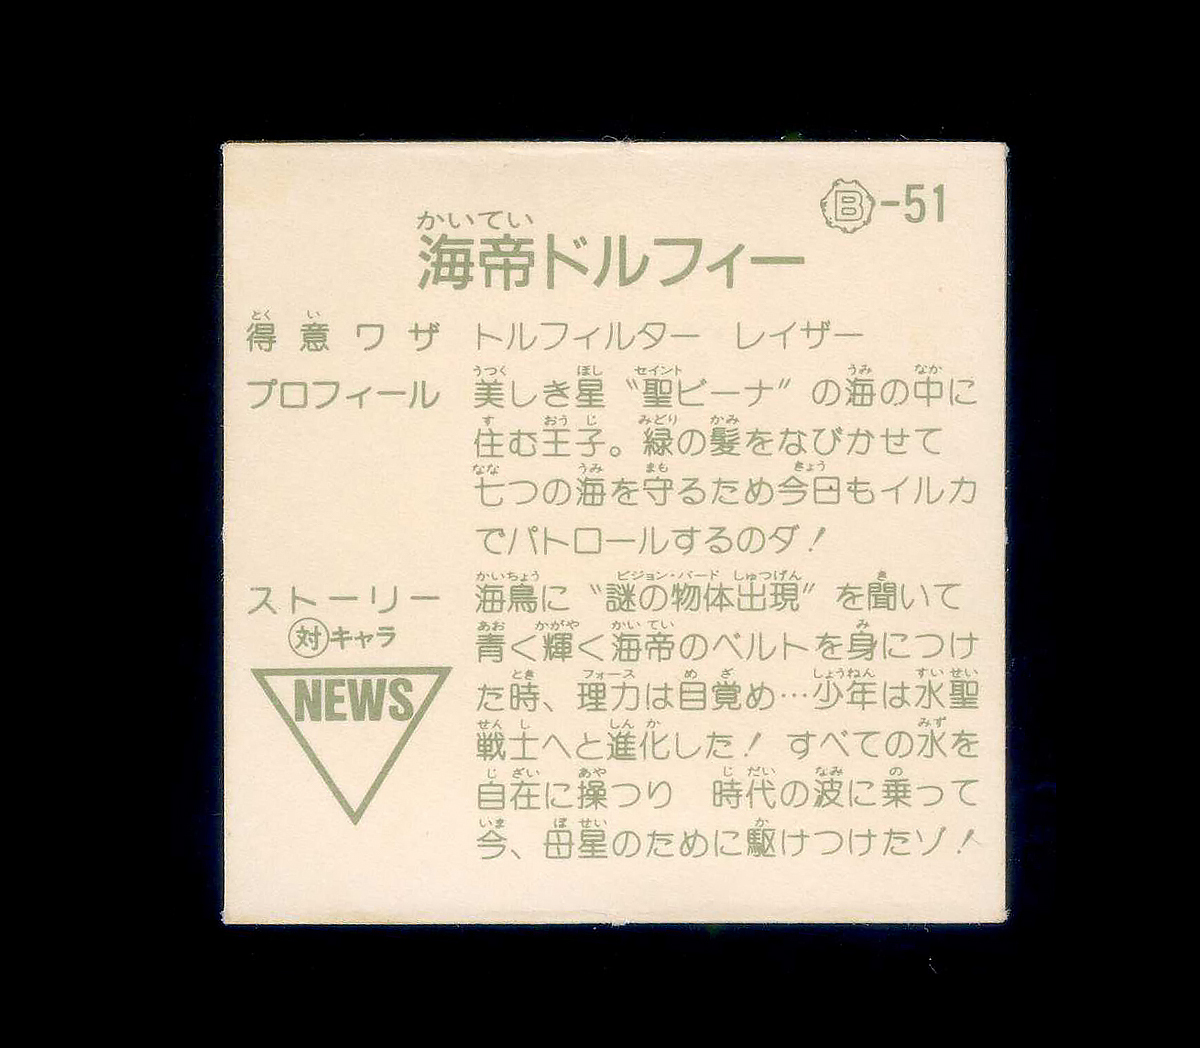 B-51
海帝ドルフィー
得意ワザ トルフィルター レイザー
プロフィール 美しき星〝聖ビーナ〟の海の中に
住む王子。緑の髪をなびかせて
七つの海を守るため今日もイルカ
でパトロールするのダ！
ストーリー 海鳥に〝謎の物体出現〟を聞いて
対キャラ 青く輝く海帝のベルトを身につけ
NEWS た時、理力は目覚め…少年は水聖
戦士へと進化した！すべての水を
自在に操つり 時代の波に乗って
今、母星のために駆けつけたゾ！